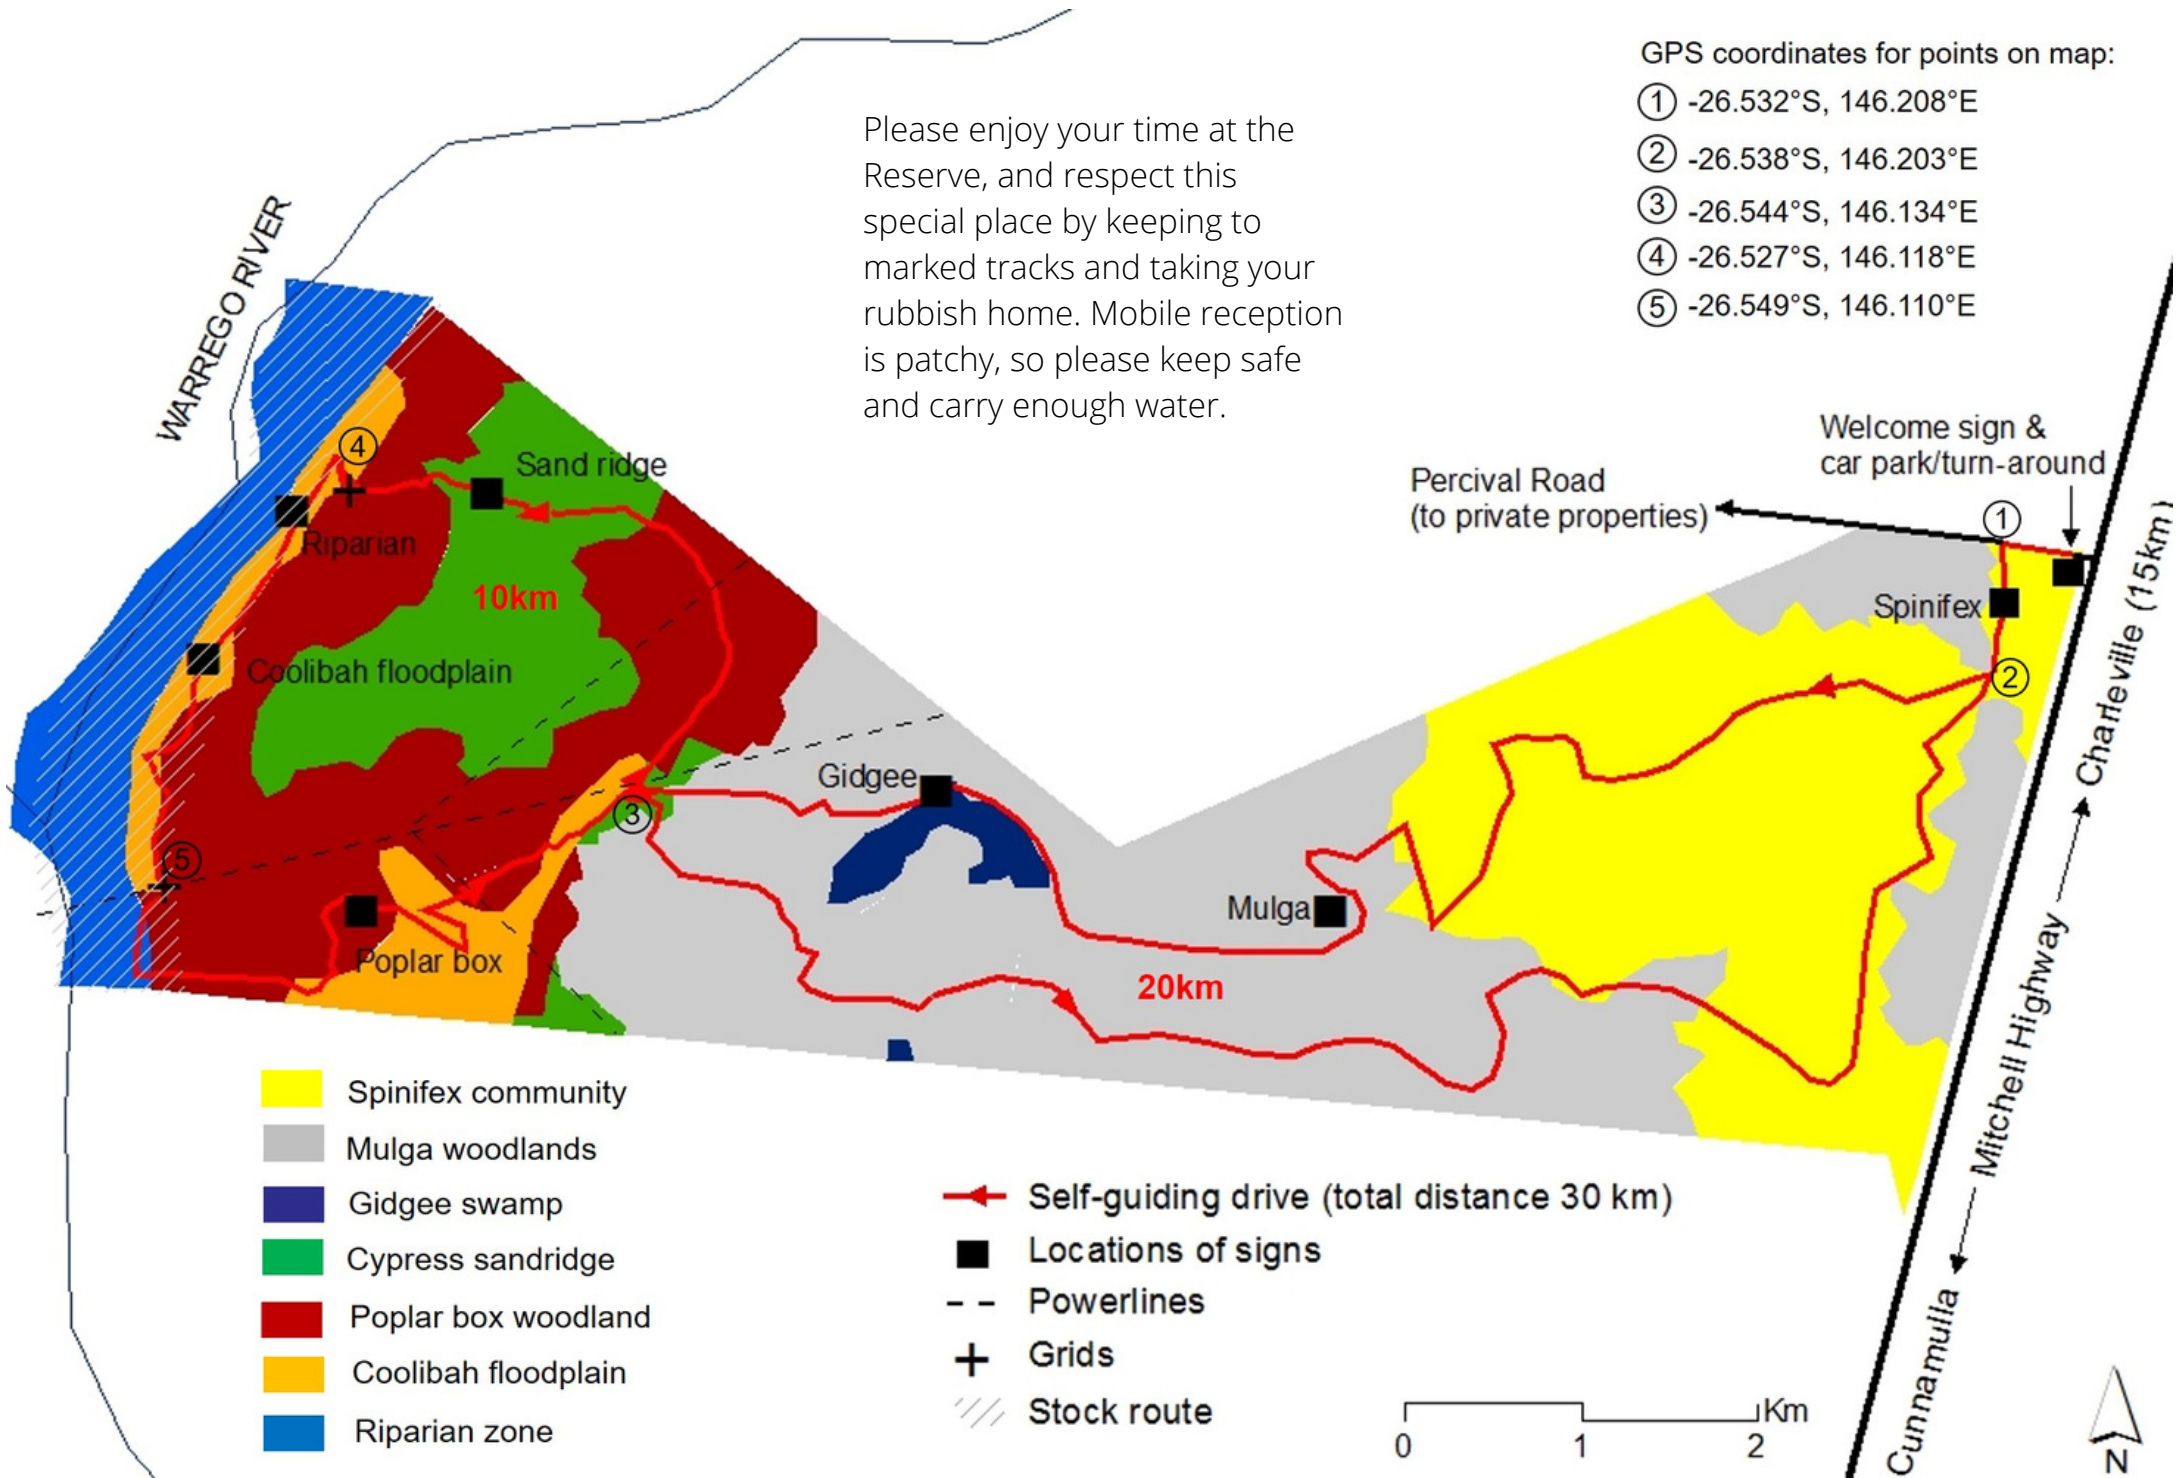 GPS coordinates for points on map:
1 -26.532°S, 146.208°E
2 -26.538°S, 146.203°E
3 -26.544°S, 146.134°E
4 -26.527°S, 146.118°E
5 -26.549°S, 146.110°E
Please enjoy your time at the
Reserve, and respect this
special place by keeping to
marked tracks and taking your
rubbish home. Mobile reception
is patchy, so please keep safe
and carry enough water.
WARREGO RIVER
Welcome sign &
car park/turn-around
Percival Road
(to private properties)
1
4
Sand ridge
Riparian
10km
Spinifex
Coolibah floodplain
2
Gidgee
3
5
Mulga
Poplar box
20km
Charleville (15km)
Mitchell Highway
Cunnamulla
Spinifex community
Mulga woodlands
Gidgee swamp
Cypress sandridge
Poplar box woodland
Coolibah floodplain
Riparian zone
Self-guiding drive (total distance 30 km)
Locations of signs
Powerlines
Grids
Stock route
Km
0 1 2
N